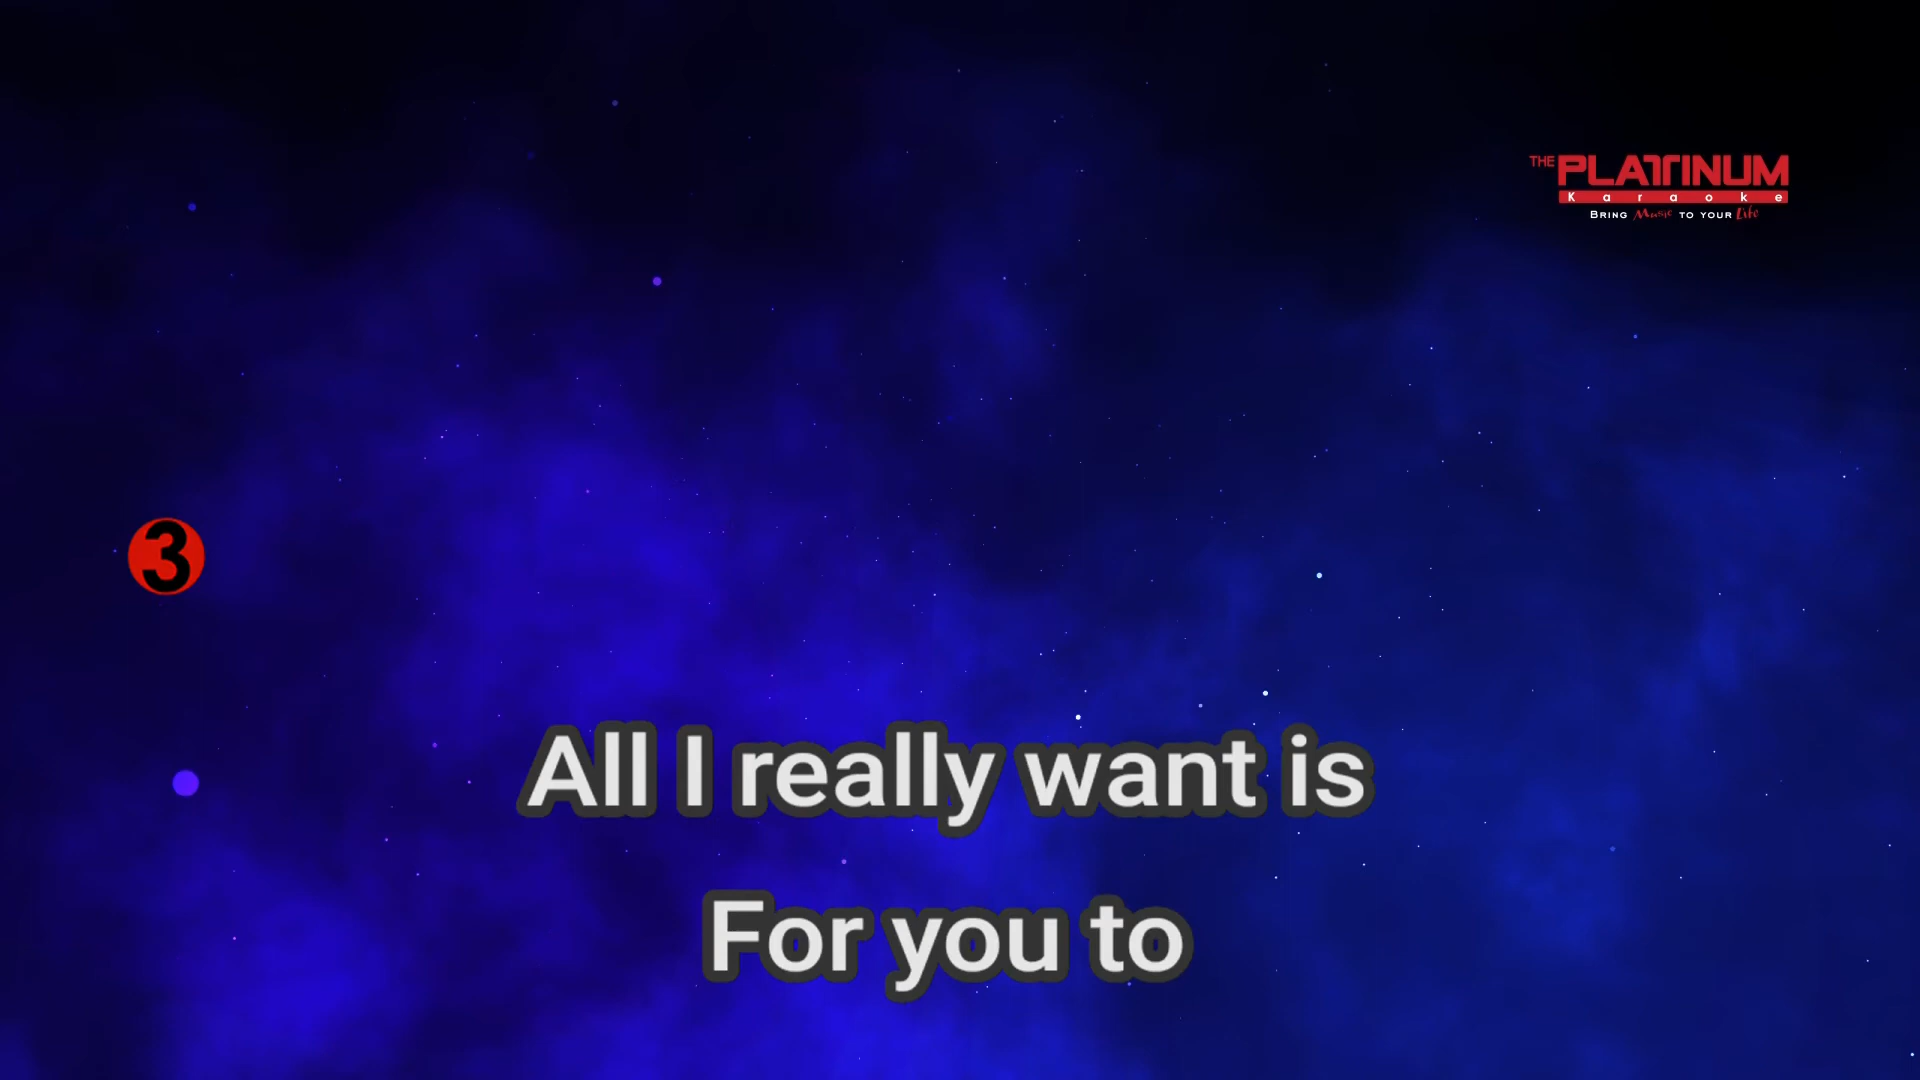 THE PLATINUM
Karaoke
BRING Music TO YOUR Life
3
All I really want is
For you to